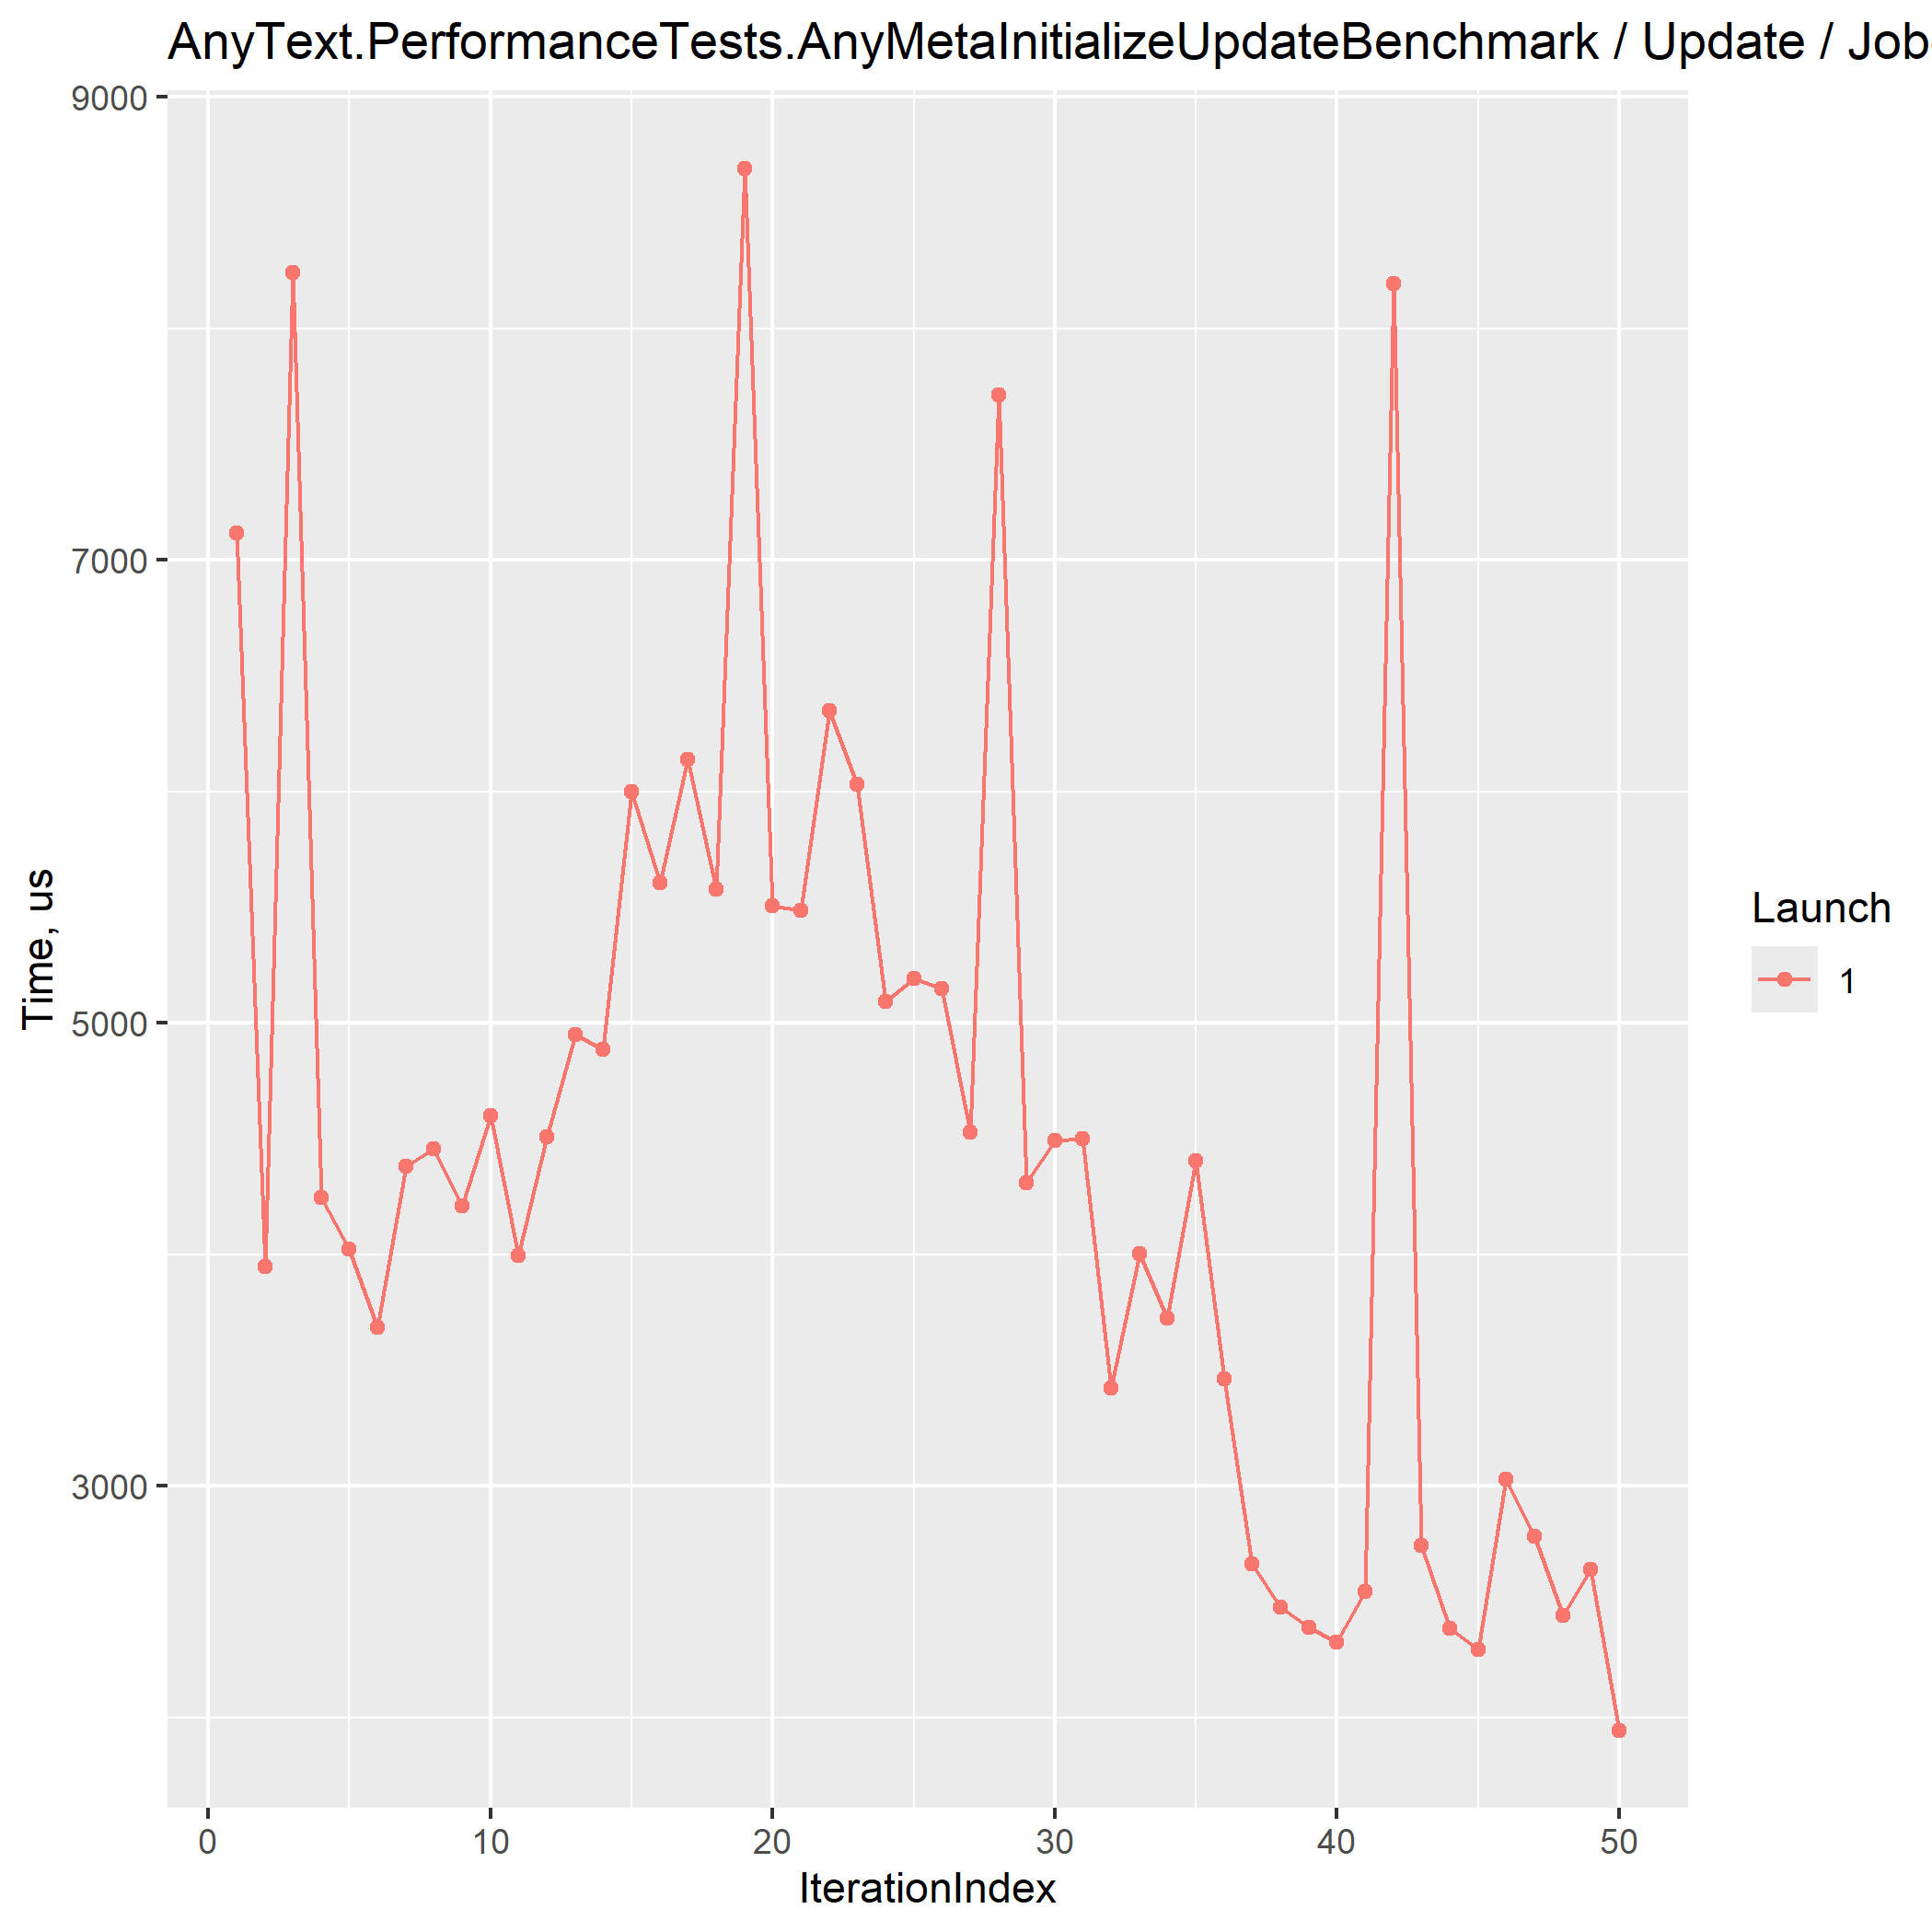 AnyText.PerformanceTests.AnyMetaInitializeUpdateBenchmark / Update / Job
9000
7000
5000
3000
Time, us
0 10 20 30 40 50
IterationIndex
Launch
1